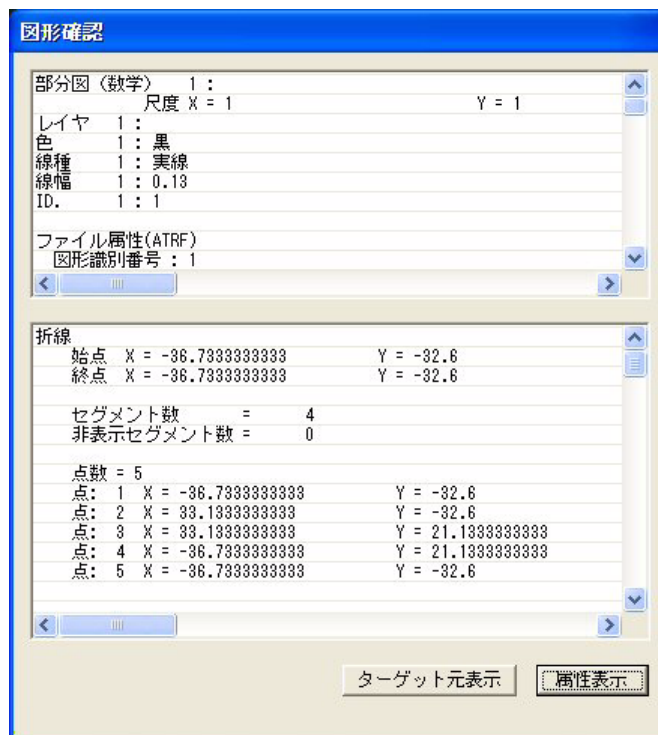 図形確認
部分図(数学) 1 :
尺度 X = 1 Y = 1
レイヤ 1 :
色 1 : 黒
線種 1 : 実線
線幅 1 : 0.13
ID. 1 : 1
ファイル属性(ATRF)
図形識別番号 : 1
折線
始点 X = -36.7333333333 Y = -32.6
終点 X = -36.7333333333 Y = -32.6
セグメント数 = 4
非表示セグメント数 = 0
点数 = 5
点: 1 X = -36.7333333333 Y = -32.6
点: 2 X = 33.1333333333 Y = -32.6
点: 3 X = 33.1333333333 Y = 21.1333333333
点: 4 X = -36.7333333333 Y = 21.1333333333
点: 5 X = -36.7333333333 Y = -32.6
ターゲット元表示 属性表示